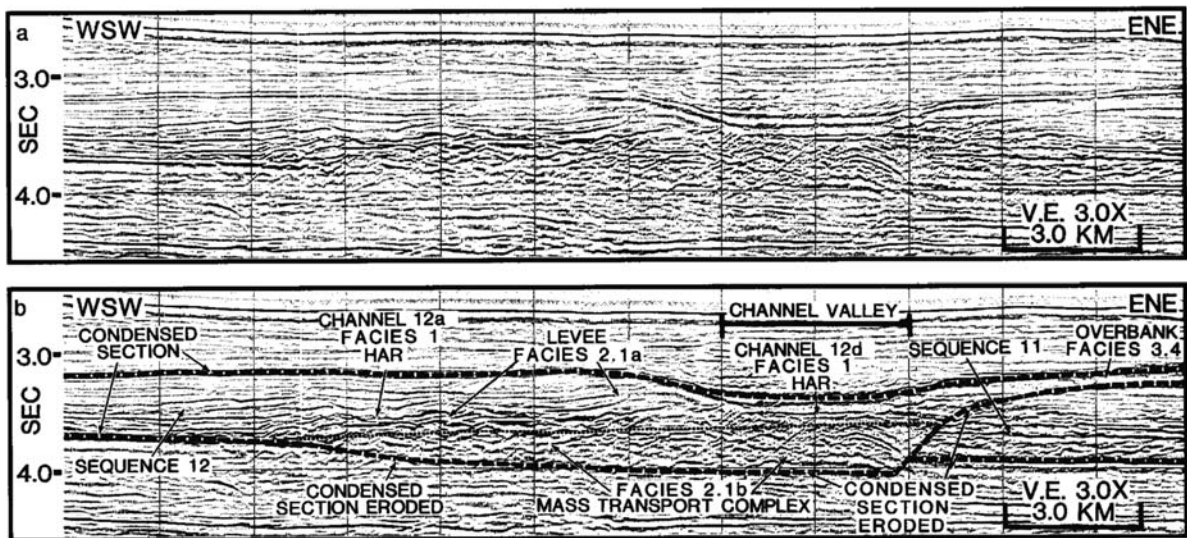 a
WSW
ENE
3.0
SEC
4.0
V.E. 3.0X
3.0 KM
b
WSW
ENE
CONDENSED
SECTION
CHANNEL 12a
FACIES 1
HAR
LEVEE
FACIES 2.1a
CHANNEL VALLEY
CHANNEL 12d
FACIES 1
HAR
SEQUENCE 11
OVERBANK
FACIES 3.4
3.0
SEC
4.0
SEQUENCE 12
CONDENSED
SECTION ERODED
FACIES 2.1b
MASS TRANSPORT COMPLEX
CONDENSED
SECTION
ERODED
V.E. 3.0X
3.0 KM